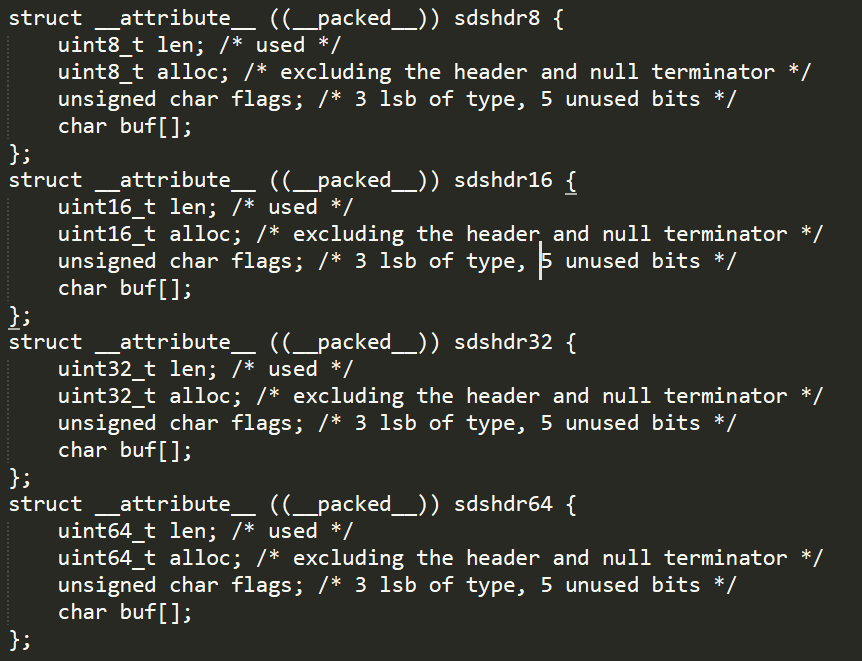 struct __attribute__ ((__packed__)) sdshdr8 {
    uint8_t len; /* used */
    uint8_t alloc; /* excluding the header and null terminator */
    unsigned char flags; /* 3 lsb of type, 5 unused bits */
    char buf[];
};
struct __attribute__ ((__packed__)) sdshdr16 {
    uint16_t len; /* used */
    uint16_t alloc; /* excluding the header and null terminator */
    unsigned char flags; /* 3 lsb of type, 5 unused bits */
    char buf[];
};
struct __attribute__ ((__packed__)) sdshdr32 {
    uint32_t len; /* used */
    uint32_t alloc; /* excluding the header and null terminator */
    unsigned char flags; /* 3 lsb of type, 5 unused bits */
    char buf[];
};
struct __attribute__ ((__packed__)) sdshdr64 {
    uint64_t len; /* used */
    uint64_t alloc; /* excluding the header and null terminator */
    unsigned char flags; /* 3 lsb of type, 5 unused bits */
    char buf[];
};